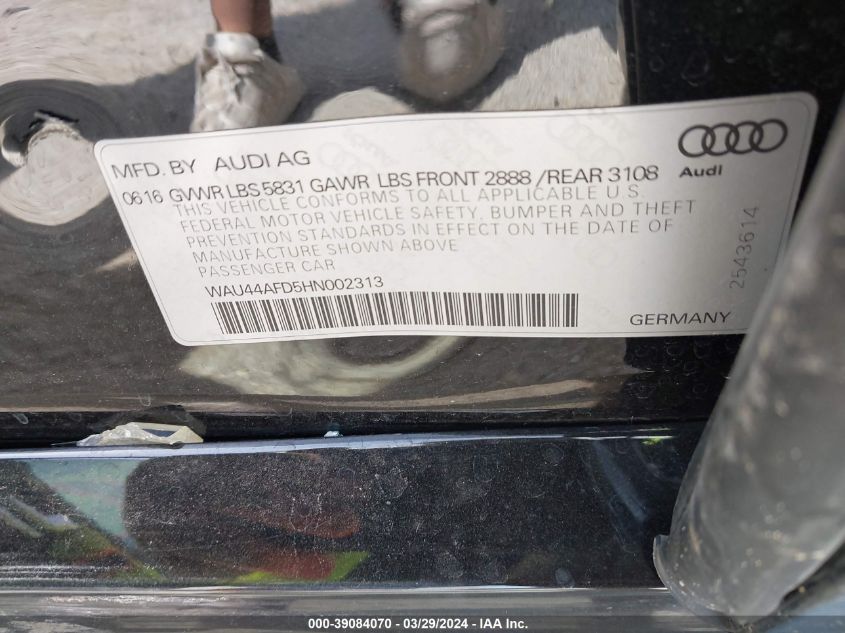 MFD. BY AUDI AG
Audi
06 16 GVWR LBS 5831 GAWR LBS FRONT 2888 /REAR 3108
THIS VEHICLE CONFORMS TO ALL APPLICABLE U.S.
FEDERAL MOTOR VEHICLE SAFETY, BUMPER AND THEFT
PREVENTION STANDARDS IN EFFECT ON THE DATE OF
MANUFACTURE SHOWN ABOVE
PASSENGER CAR
WAU44AFD5HN002313
2543614
GERMANY
000-39084070 - 03/29/2024 - IAA Inc.